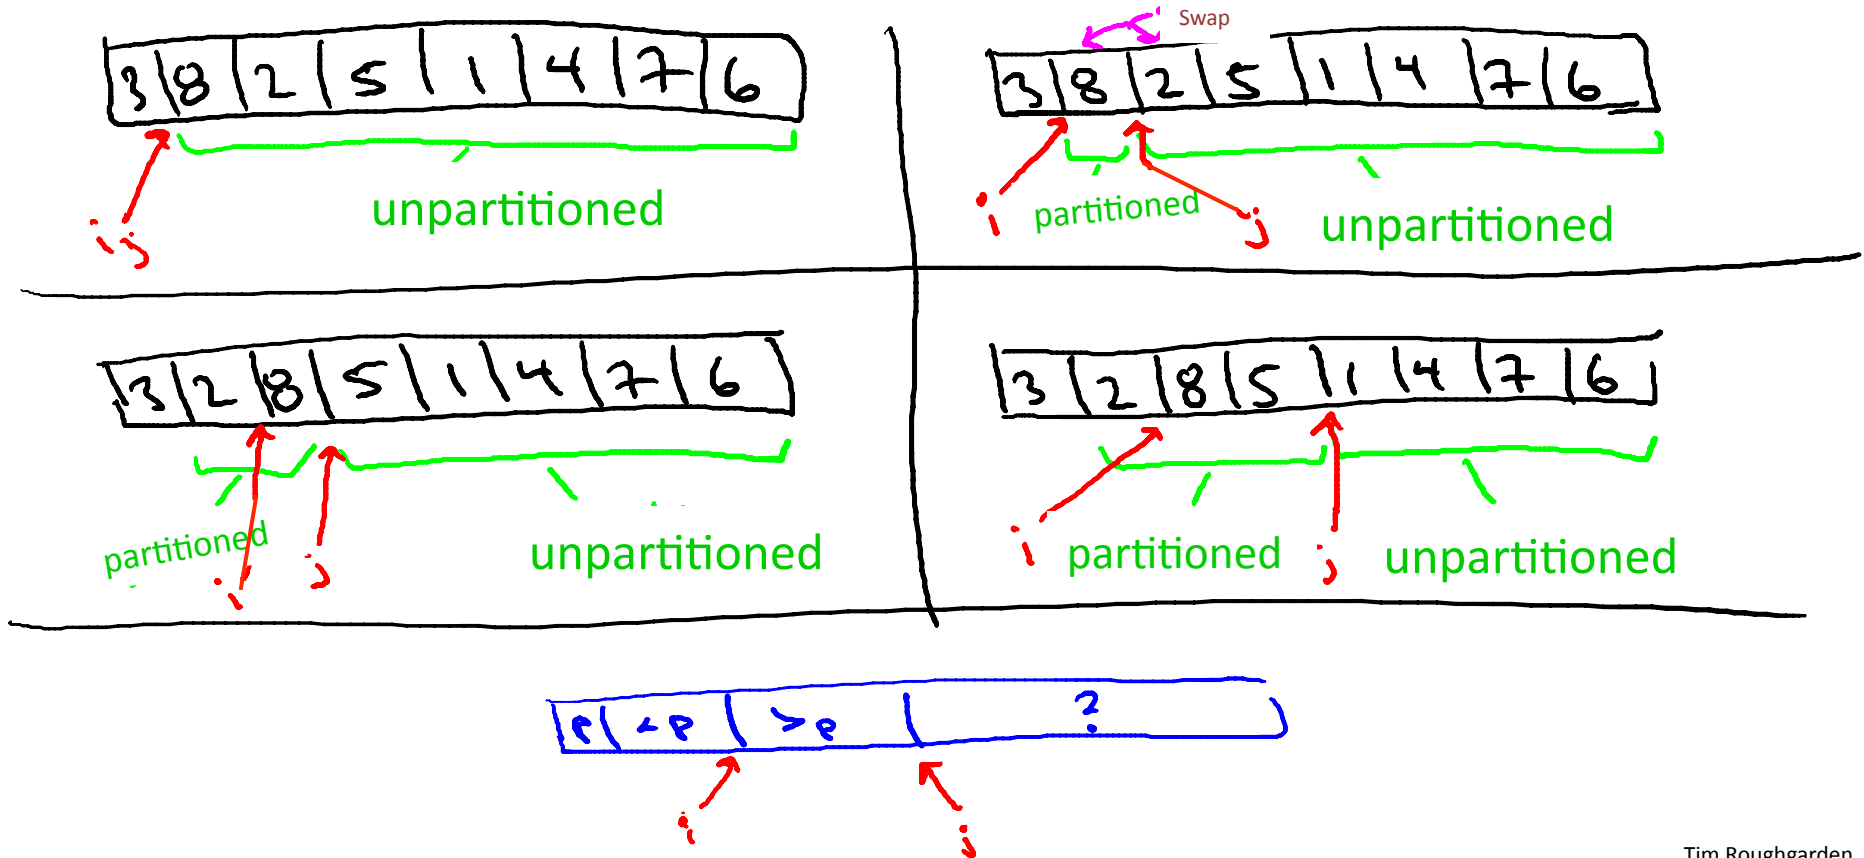 Swap
3 8 2 5 1 4 7 6
3 8 2 5 1 4 7 6
i j
unpartitioned
i
partitioned
j
unpartitioned
3 2 8 5 1 4 7 6
3 2 8 5 1 4 7 6
partitioned
i
j
unpartitioned
i
partitioned
j
unpartitioned
p <p >p ?
i
j
Tim Roughgarden